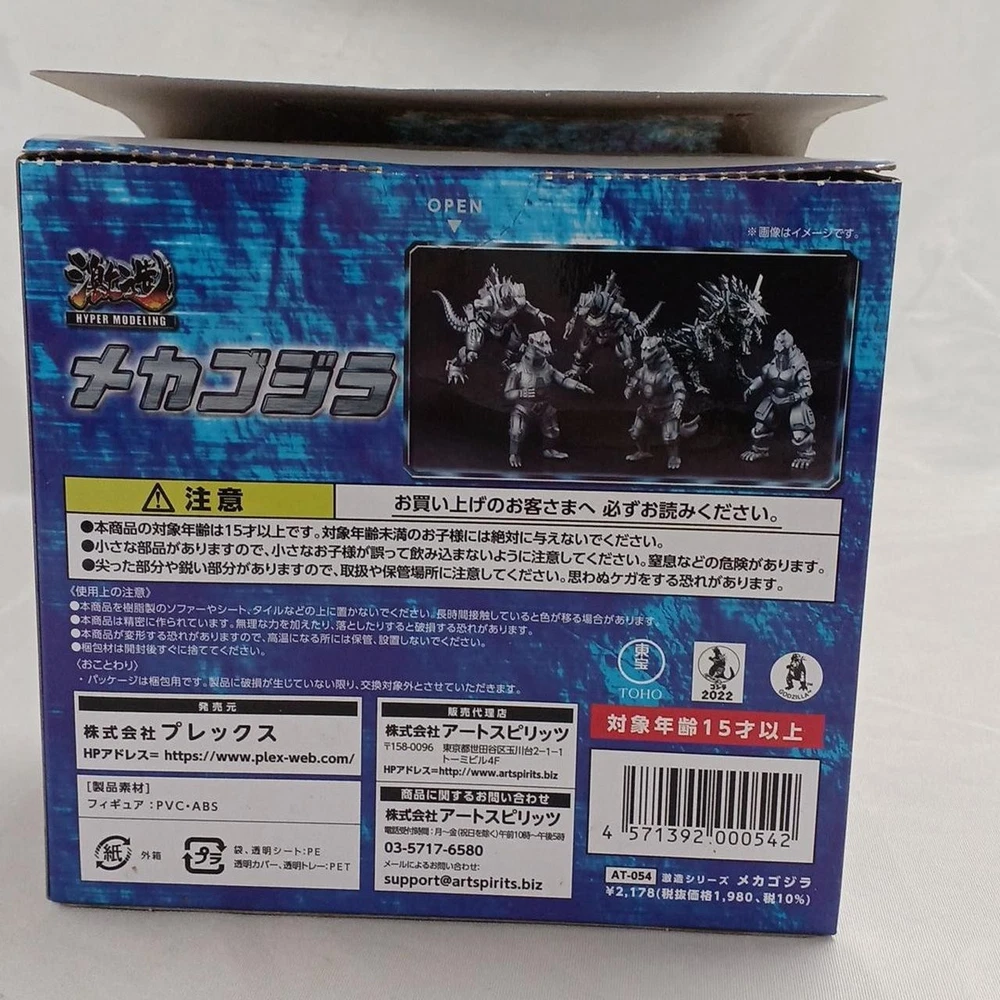 OPEN
※画像はイメージです。
激造
HYPER MODELING
メカゴジラ
注意
お買い上げのお客さまへ 必ずお読みください。
●本商品の対象年齢は15才以上です。対象年齢未満のお子様には絶対に与えないでください。
●小さな部品がありますので、小さなお子様が誤って飲み込まないように注意してください。窒息などの危険があります。
●尖った部分や鋭い部分がありますので、取扱や保管場所に注意してください。思わぬケガをする恐れがあります。
〈使用上の注意〉
●本商品を樹脂製のソファーやシート、タイルなどの上に置かないでください。長時間接触していると色が移る場合があります
●本商品は精密に作られています。無理な力を加えたり、落としたりすると破損する恐れがあります。
●本商品が変形する恐れがありますので、高温になる所には保管、設置しないでください。
●梱包材は開封後すぐに捨ててください。
〈おことわり〉
・パッケージは梱包用です。製品に破損が生じていない限り、交換対象外とさせていただきます。
東宝
TOHO
ゴジラ
2022
GODZILLA
TM
対象年齢15才以上
発売元
株式会社 プレックス
HPアドレス= https://www.plex-web.com/
[製品素材]
フィギュア:PVC・ABS
紙
外箱
プラ
袋、透明シート:PE
透明カバー、透明トレー:PET
販売代理店
株式会社 アートスピリッツ
〒158-0096 東京都世田谷区玉川台2-1-1
トーミビル4F
HPアドレス=http://www.artspirits.biz
商品に関するお問い合わせ
株式会社 アートスピリッツ
電話受付時間:月〜金(祝日を除く)午前10時〜午後5時
03-5717-6580
メールによるお問い合わせ:
support@artspirits.biz
4 571392 000542
AT-054 激造シリーズ メカゴジラ
¥2,178(税抜価格1,980、税10%)